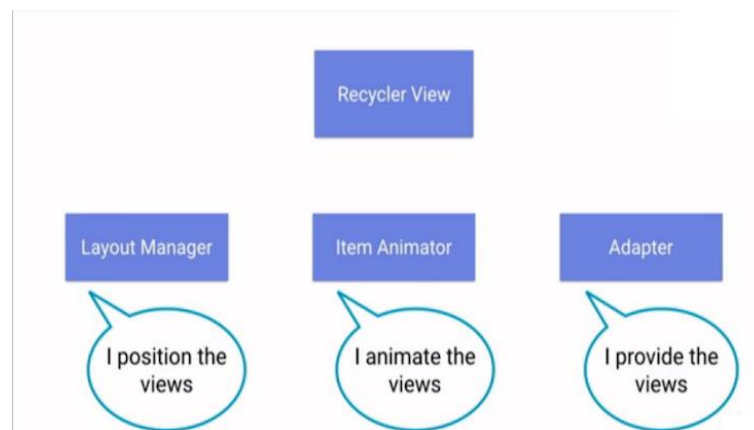 Recycler View
Layout Manager
Item Animator
Adapter
I position the
views
I animate the
views
I provide the
views